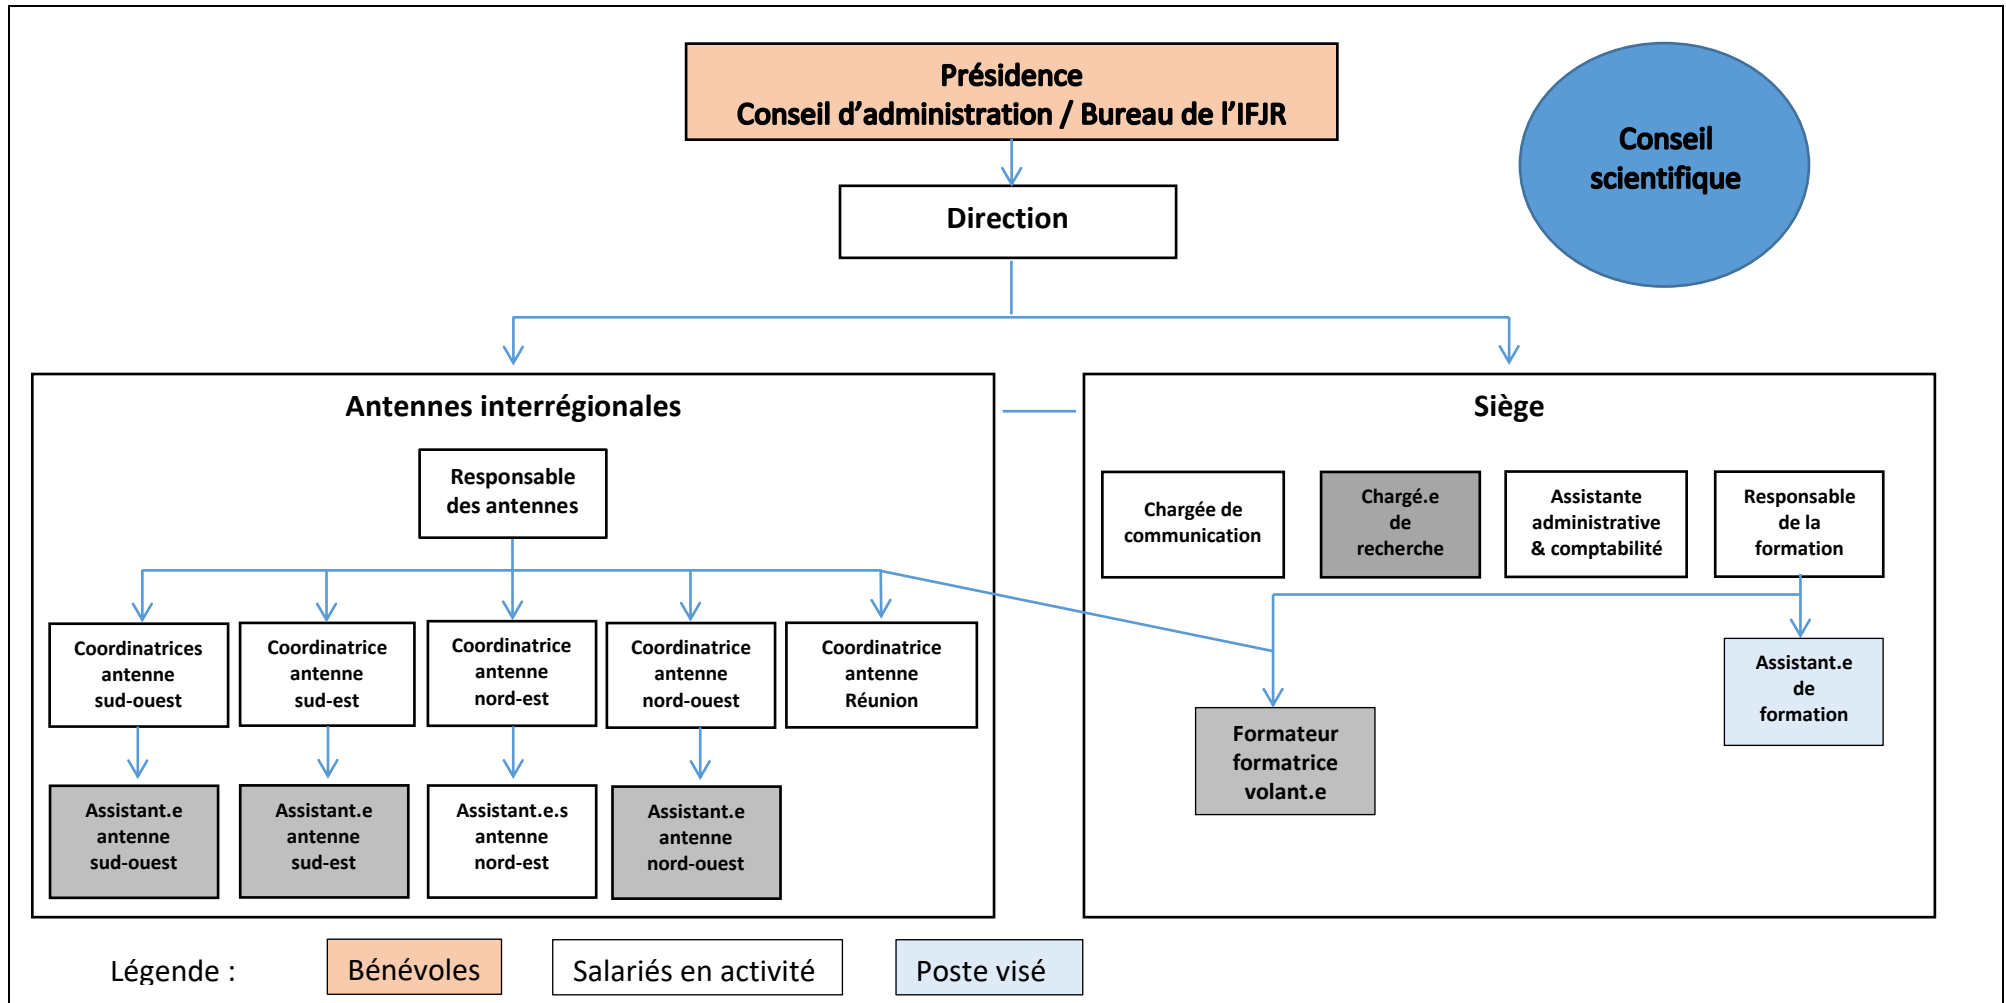 Présidence
Conseil d'administration / Bureau de l'IFJR
Conseil
scientifique
Direction
Antennes interrégionales
Responsable
des antennes
Coordinatrices
antenne
sud-ouest
Coordinatrice
antenne
sud-est
Coordinatrice
antenne
nord-est
Coordinatrice
antenne
nord-ouest
Coordinatrice
antenne
Réunion
Assistant.e
antenne
sud-ouest
Assistant.e
antenne
sud-est
Assistant.e.s
antenne
nord-est
Assistant.e
antenne
nord-ouest
Siège
Chargée de
communication
Chargé.e
de
recherche
Assistante
administrative
& comptabilité
Responsable
de la
formation
Formateur
formatrice
volant.e
Assistant.e
de
formation
Légende :
Bénévoles
Salariés en activité
Poste visé